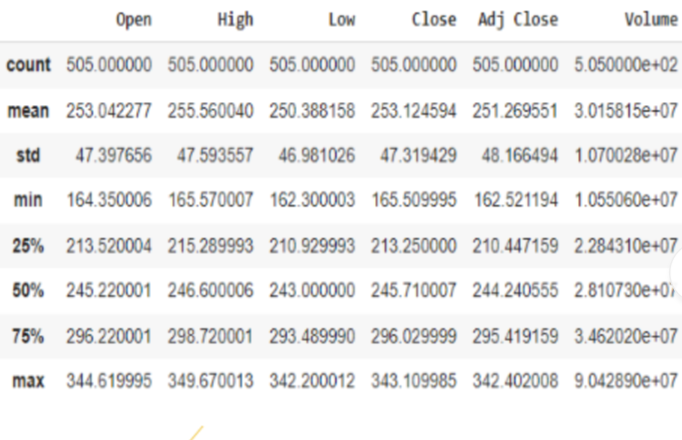 Open High Low Close Adj Close Volume
count 505.000000 505.000000 505.000000 505.000000 505.000000 5.050000e+02
mean 253.042277 255.560040 250.388158 253.124594 251.269551 3.015815e+07
std 47.397656 47.593557 46.981026 47.319429 48.166494 1.070028e+07
min 164.350006 165.570007 162.300003 165.509995 162.521194 1.055060e+07
25% 213.520004 215.289993 210.929993 213.250000 210.447159 2.284310e+07
50% 245.220001 246.600006 243.000000 245.710007 244.240555 2.810730e+07
75% 296.220001 298.720001 293.489990 296.029999 295.419159 3.462020e+07
max 344.619995 349.670013 342.200012 343.109985 342.402008 9.042890e+07